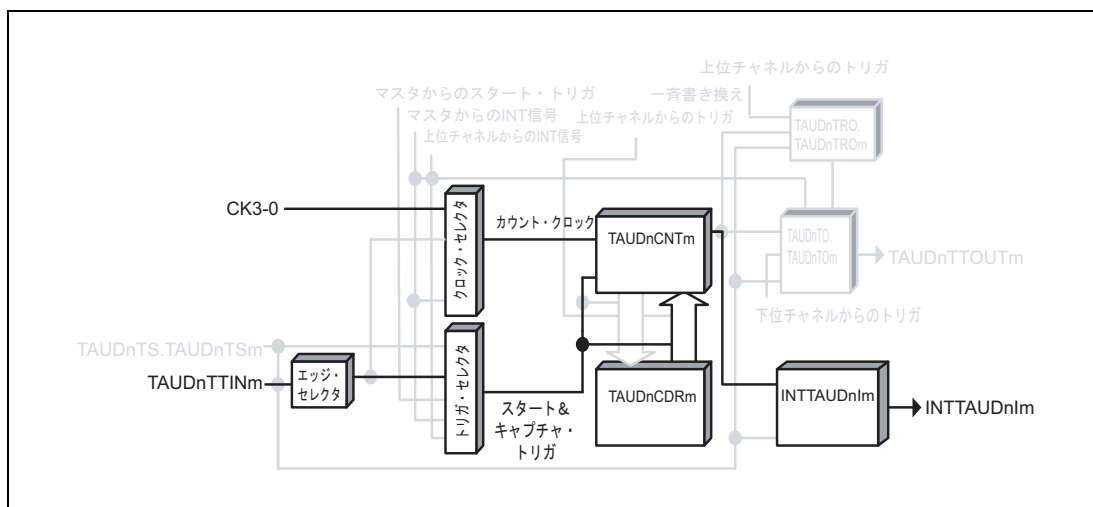 上位チャネルからのトリガ
マスタからのスタート・トリガ
一斉書き換え
マスタからのINT信号
上位チャネルからのトリガ
上位チャネルからのINT信号
TAUDnTRO.
TAUDnTROm
CK3-0
クロック・セレクタ
カウント・クロック
TAUDnCNTm
TAUDnTO.
TAUDnTOm
TAUDnTTOUTm
下位チャネルからのトリガ
TAUDnTS.TAUDnTSm
TAUDnTTINm
エッジ・
セレクタ
トリガ・セレクタ
スタート&
キャプチャ・
トリガ
TAUDnCDRm
INTTAUDnIm
INTTAUDnIm